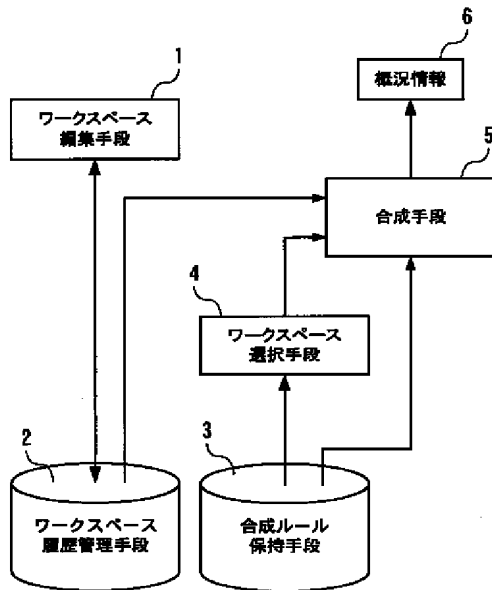 6
概況情報
1
ワークスペース
編集手段
5
合成手段
4
ワークスペース
選択手段
2
ワークスペース
履歴管理手段
3
合成ルール
保持手段